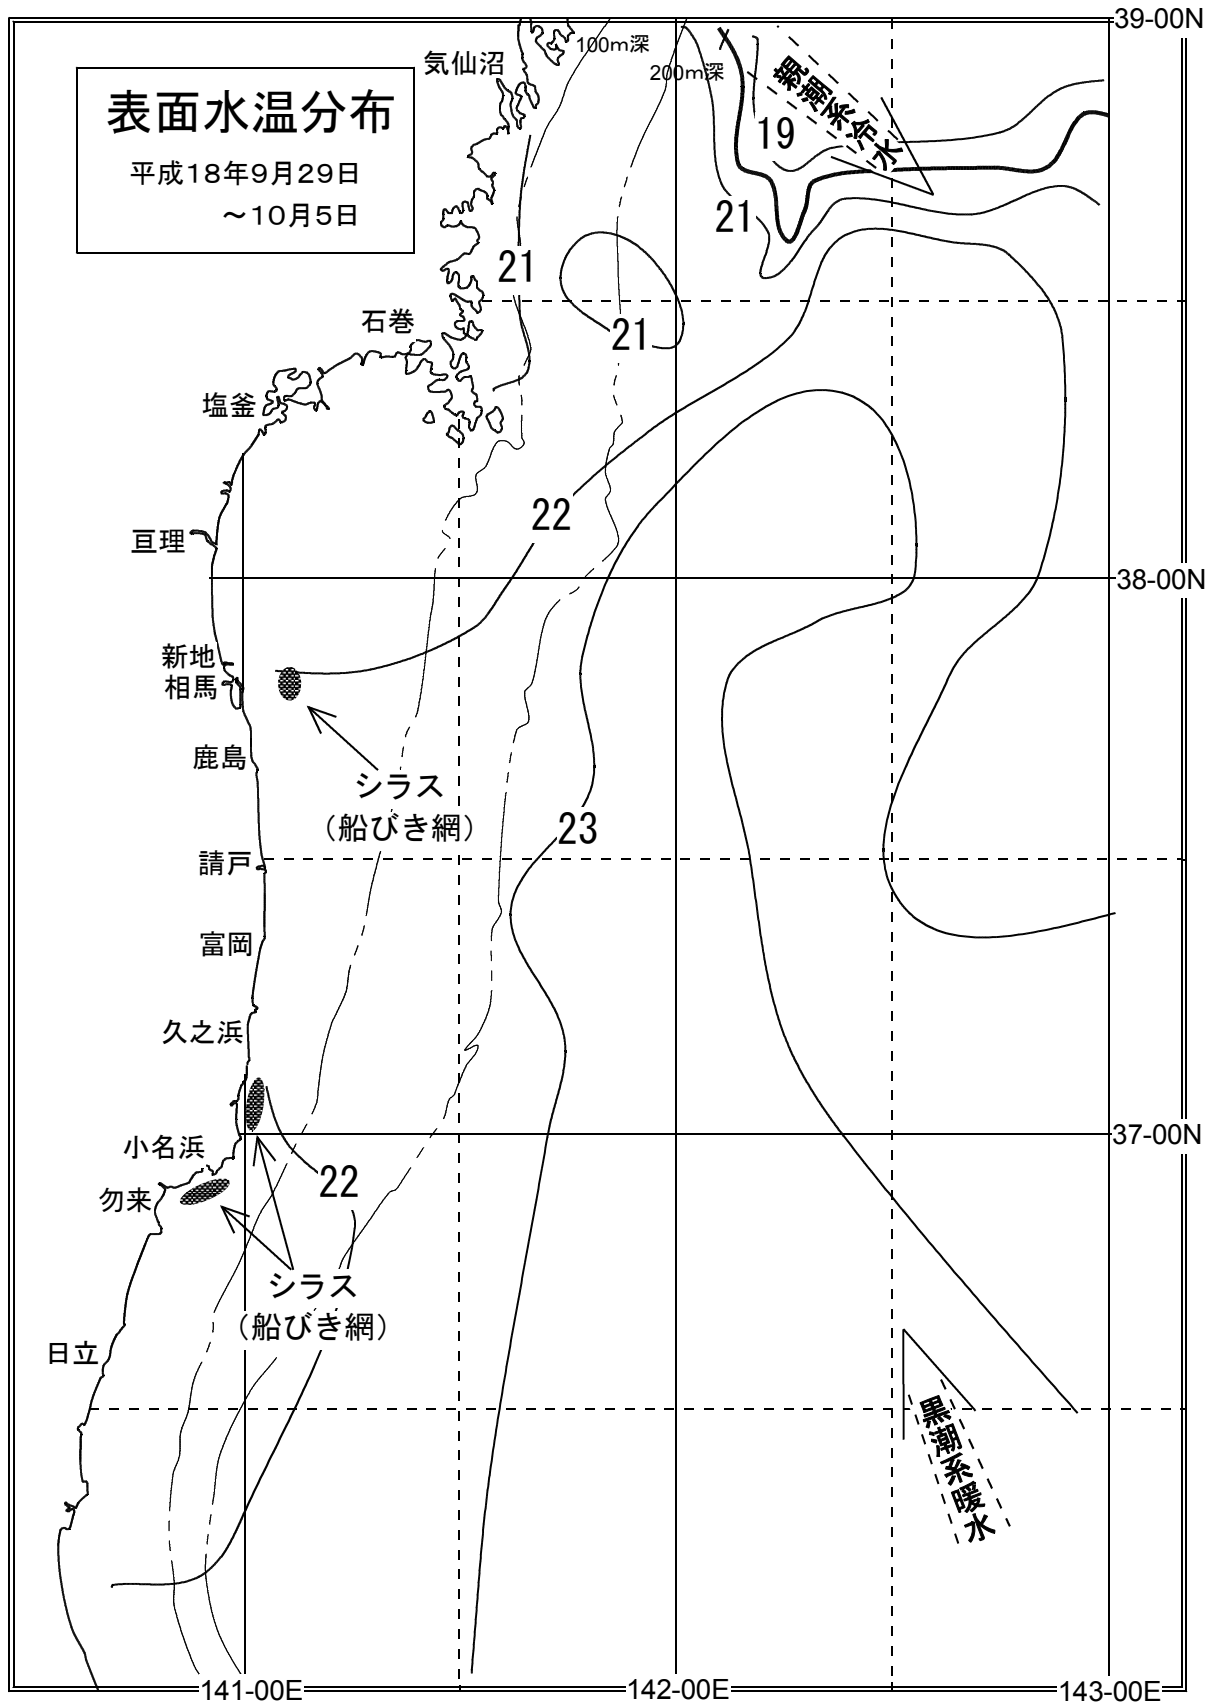 39-00N
100m深
気仙沼
200m深
表面水温分布
平成18年9月29日
～10月5日
親潮系冷水
19
21
21
石巻
21
塩釜
22
亘理
38-00N
新地
相馬
鹿島
シラス
（船びき網）
23
請戸
富岡
久之浜
37-00N
小名浜
22
勿来
シラス
（船びき網）
日立
黒潮系暖水
141-00E
142-00E
143-00E